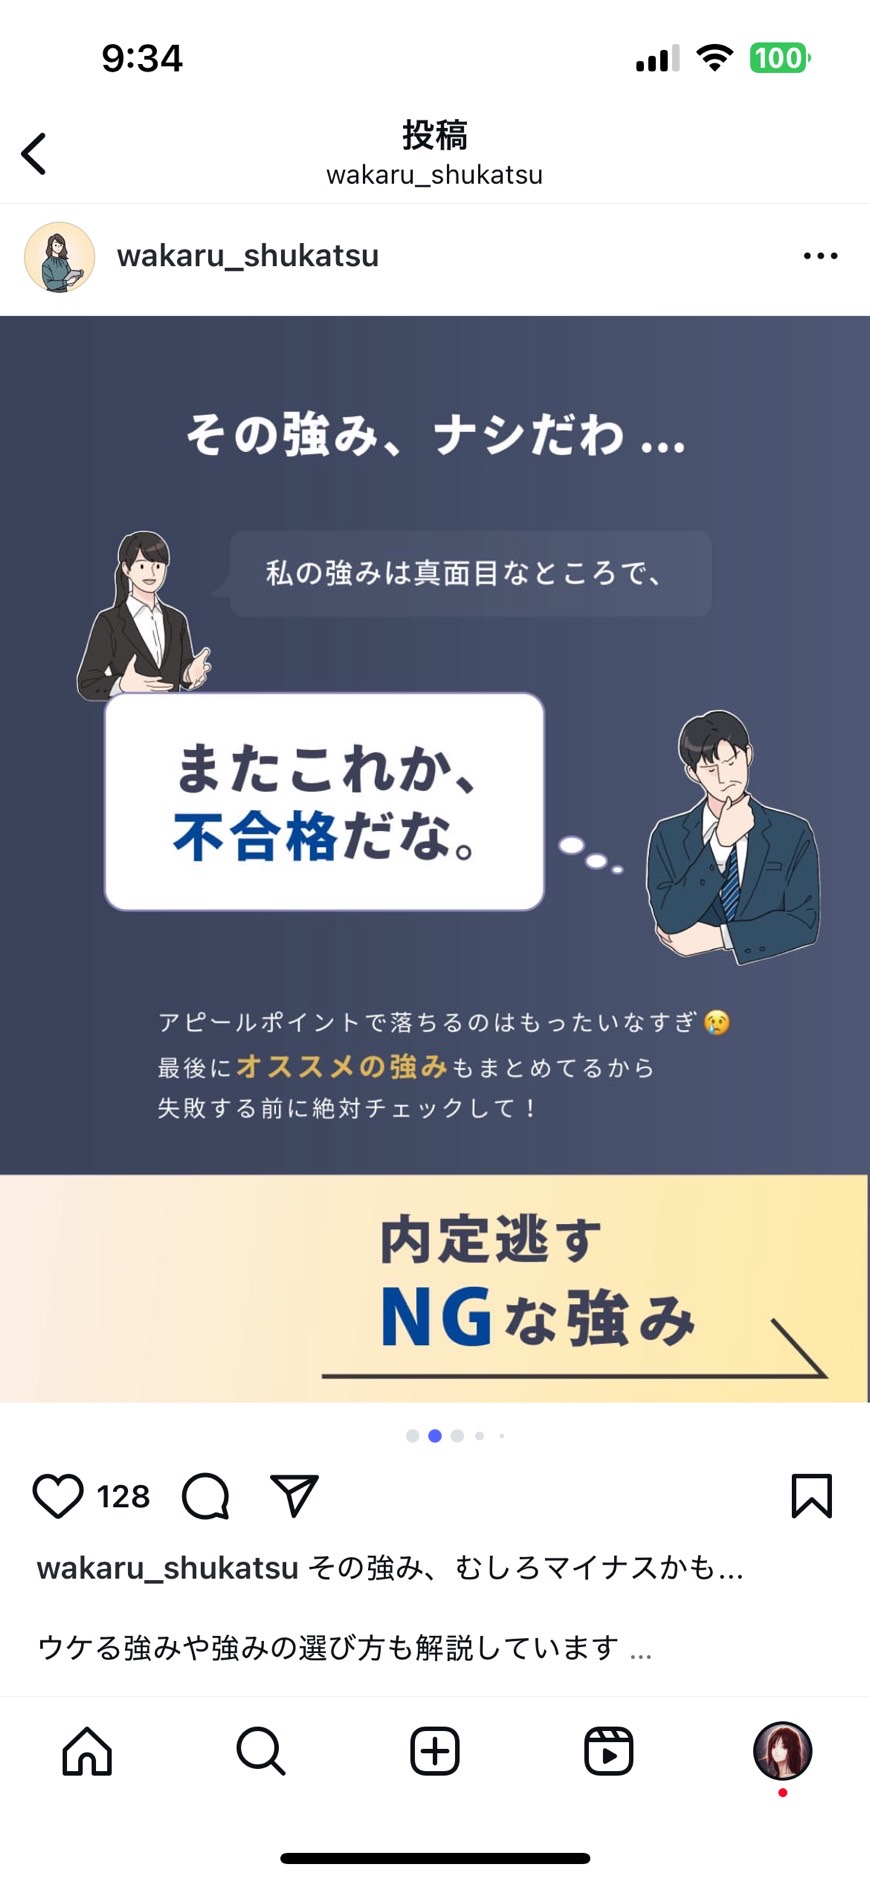 9:34
100
投稿
wakaru_shukatsu
wakaru_shukatsu
その強み、ナシだわ...
私の強みは真面目なところで、
またこれか、
不合格だな。
アピールポイントで落ちるのはもったいなすぎ😢
最後にオススメの強みもまとめてるから
失敗する前に絶対チェックして！
内定逃す
NGな強み
128
wakaru_shukatsu その強み、むしろマイナスかも...
ウケる強みや強みの選び方も解説しています ...